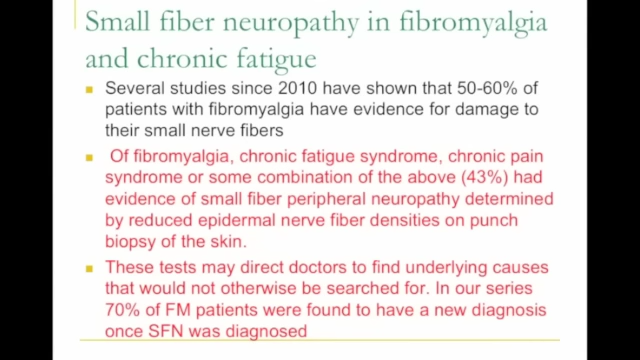 Small fiber neuropathy in fibromyalgia
and chronic fatigue
Several studies since 2010 have shown that 50-60% of
patients with fibromyalgia have evidence for damage to
their small nerve fibers
Of fibromyalgia, chronic fatigue syndrome, chronic pain
syndrome or some combination of the above (43%) had
evidence of small fiber peripheral neuropathy determined
by reduced epidermal nerve fiber densities on punch
biopsy of the skin.
These tests may direct doctors to find underlying causes
that would not otherwise be searched for. In our series
70% of FM patients were found to have a new diagnosis
once SFN was diagnosed